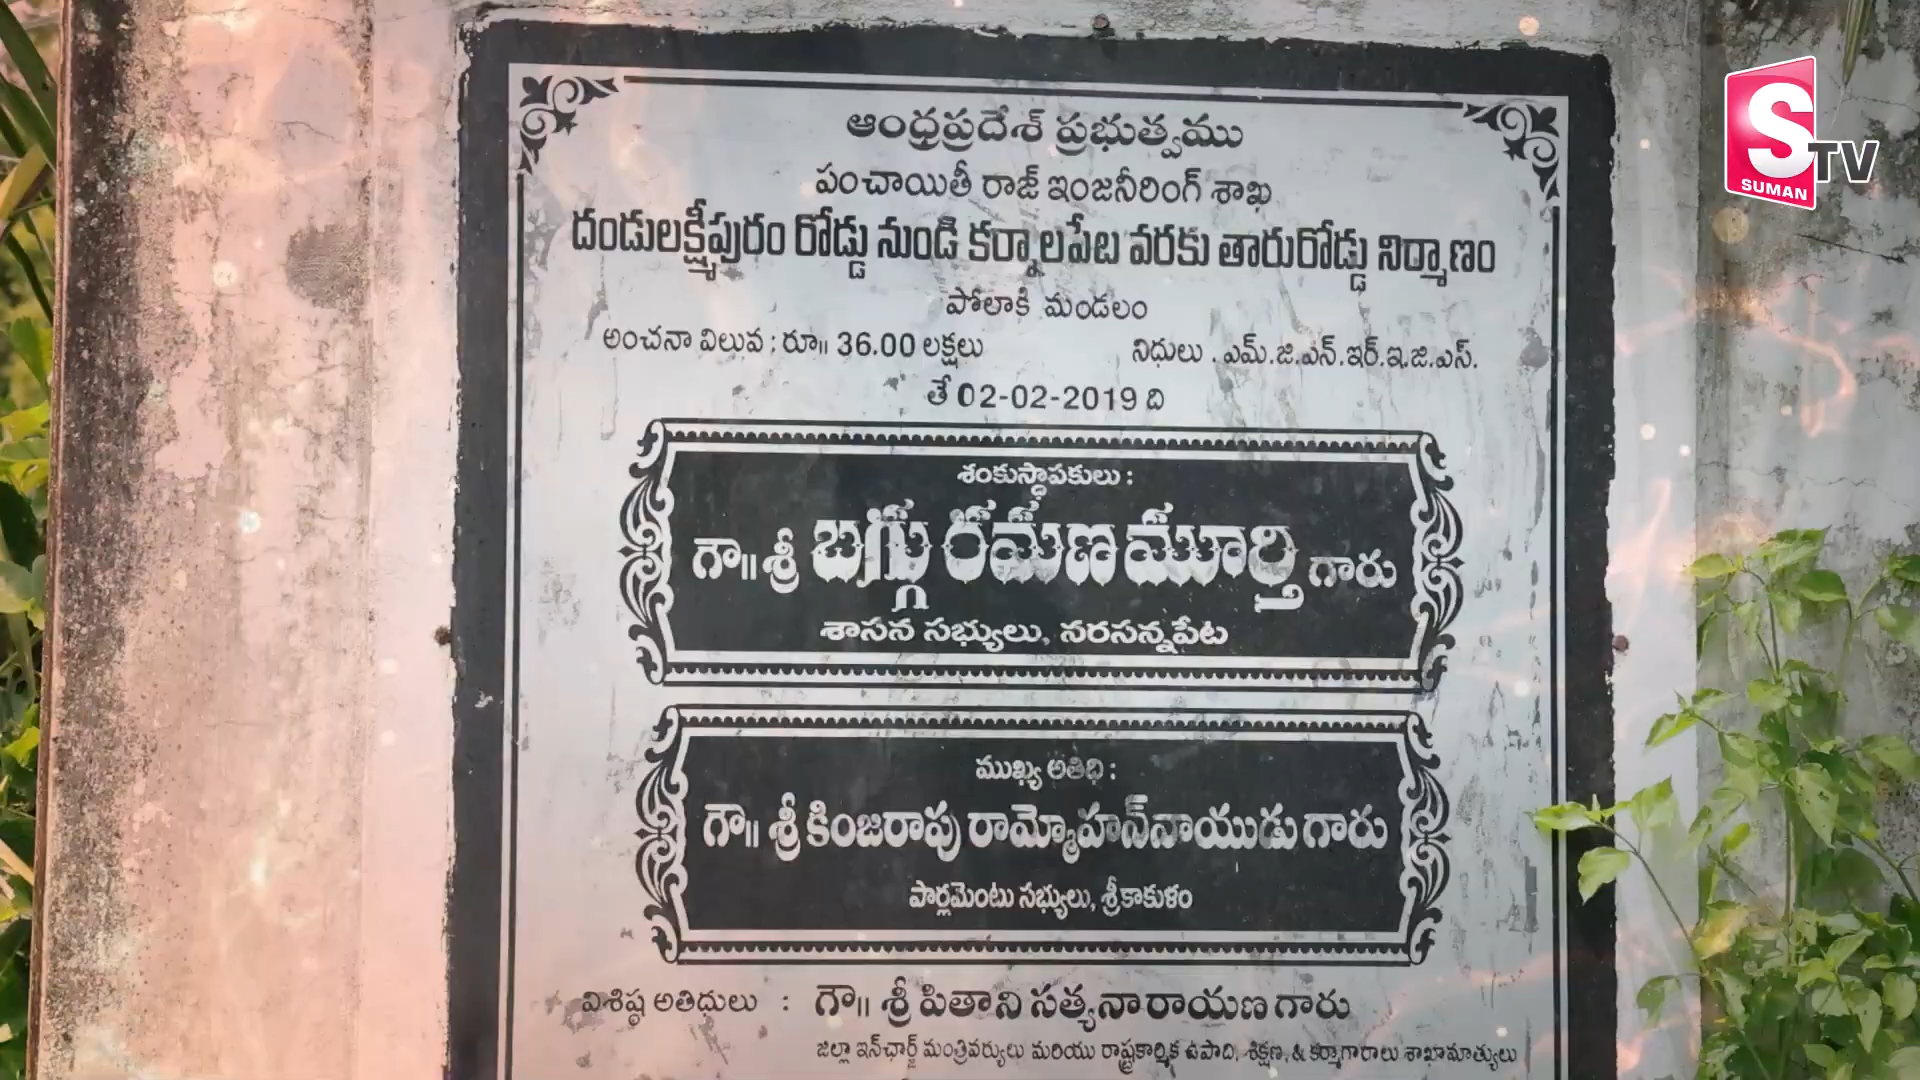 ఆంధ్రప్రదేశ్ ప్రభుత్వము
పంచాయితీ రాజ్ ఇంజనీరింగ్ శాఖ
దండులక్ష్మీపురం రోడ్డు నుండి కర్నాలపేట వరకు తారురోడ్డు నిర్మాణం
పోలాకి మండలం
అంచనా విలువ : రూ॥ 36.00 లక్షలు నిధులు . ఎమ్.జి.ఎన్.ఇర్.ఇ.జి.ఎస్.
తే 02-02-2019 ది
శంకుస్థాపకులు :
గౌ॥ శ్రీ బగ్గు రమణమూర్తి గారు
శాసన సభ్యులు, నరసన్నపేట
ముఖ్య అతిథి :
గౌ॥ శ్రీ కింజరాపు రామ్మోహన్‌నాయుడు గారు
పార్లమెంటు సభ్యులు, శ్రీకాకుళం
విశిష్ఠ అతిథులు : గౌ॥ శ్రీ పితాని సత్యనారాయణ గారు
జిల్లా ఇన్‌ఛార్జ్ మంత్రివర్యులు మరియు రాష్ట్రకార్మిక ఉపాధి, శిక్షణ, & కర్మాగారాలు శాఖామాత్యులు
S TV
SUMAN